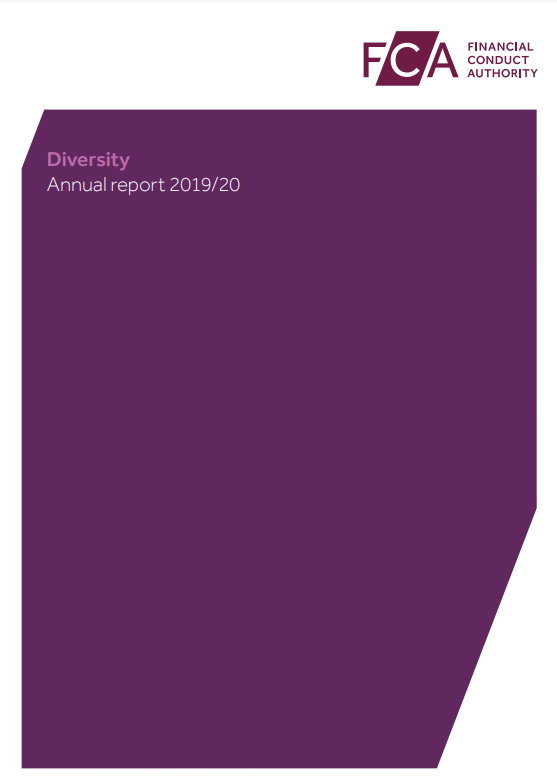 FCA
FINANCIAL
CONDUCT
AUTHORITY
Diversity
Annual report 2019/20